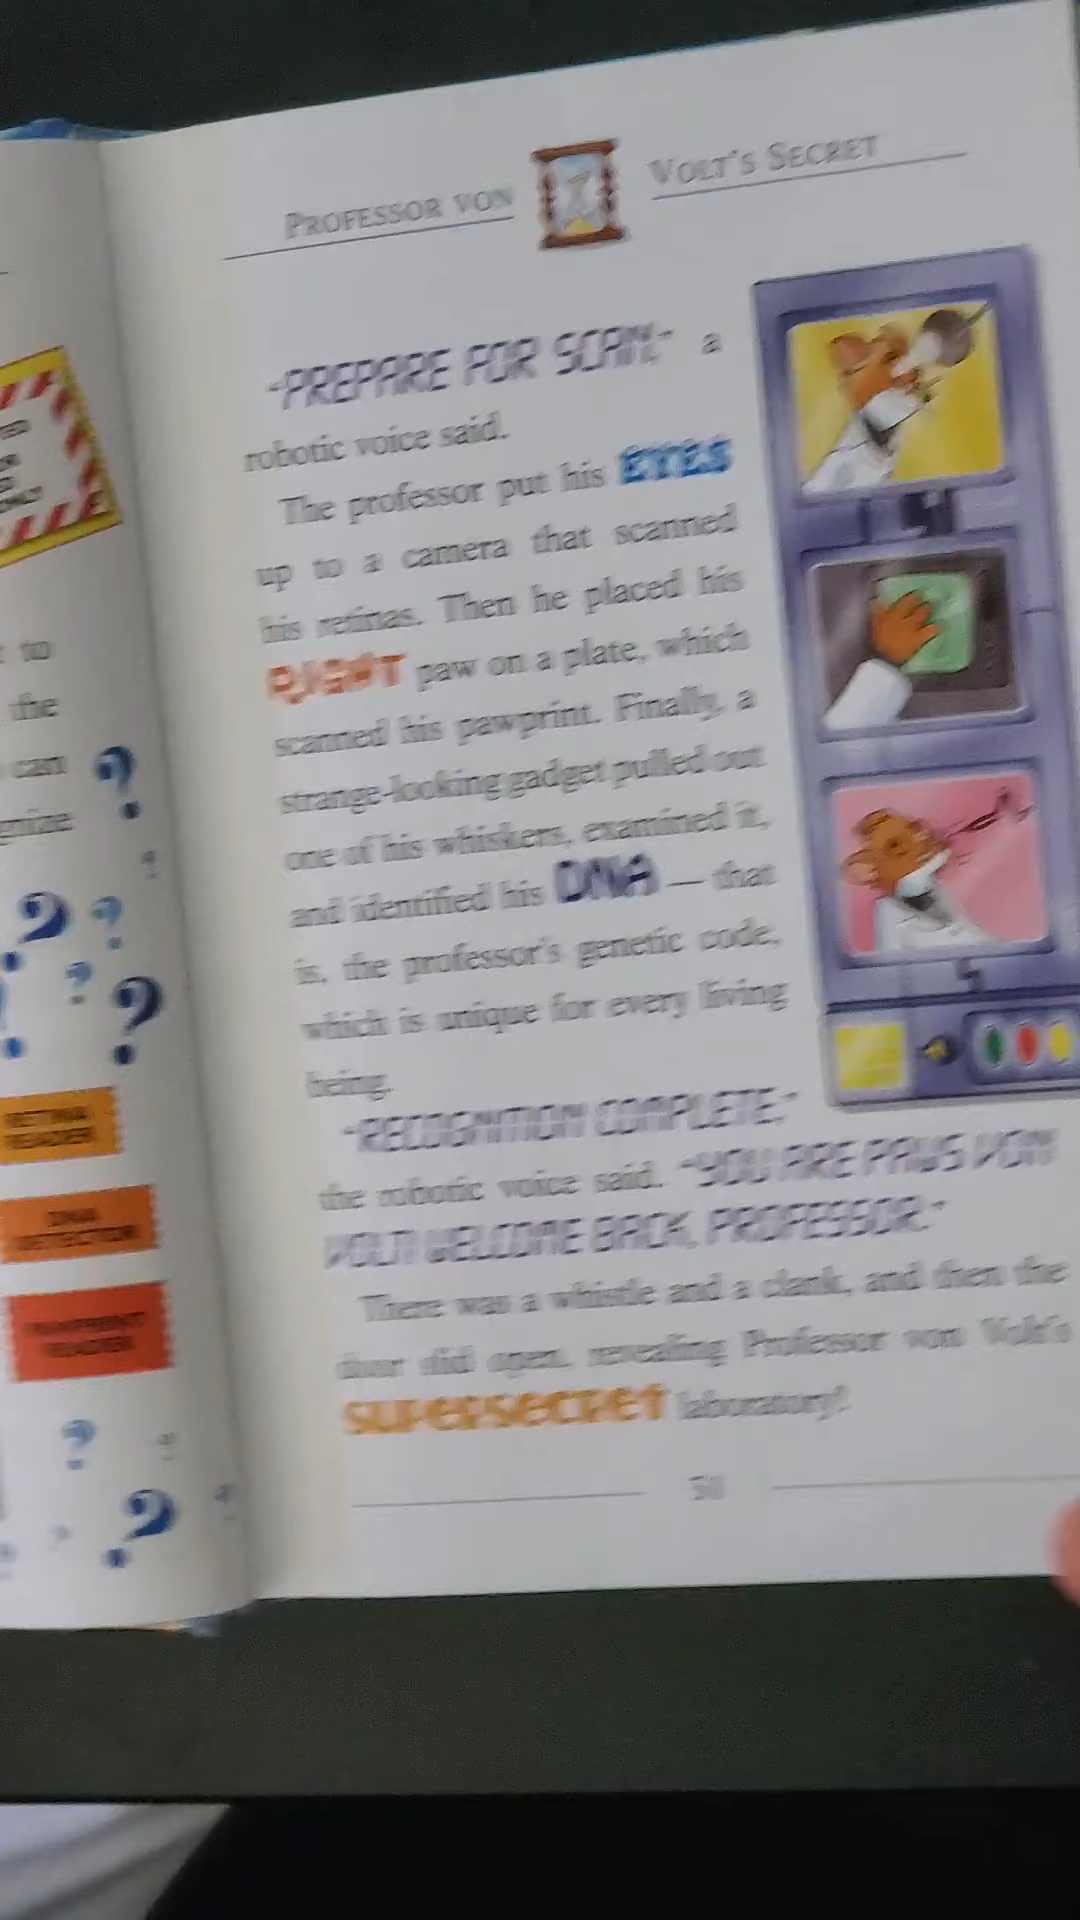 to
the
can
gnize
RETINA
READER
DNA
DETECTOR
PAWPRINT
READER
PROFESSOR VON VOLT'S SECRET
"PREPARE FOR SCAN," a
robotic voice said.
The professor put his EYES
up to a camera that scanned
his retinas. Then he placed his
RIGHT paw on a plate, which
scanned his pawprint. Finally, a
strange-looking gadget pulled out
one of his whiskers, examined it,
and identified his DNA — that
is, the professor's genetic code,
which is unique for every living
being.
"RECOGNITION COMPLETE,"
the robotic voice said. "YOU ARE PAWS VON
VOLT! WELCOME BACK, PROFESSOR."
There was a whistle and a clank, and then the
door slid open, revealing Professor von Volt's
SUPERSECRET laboratory!